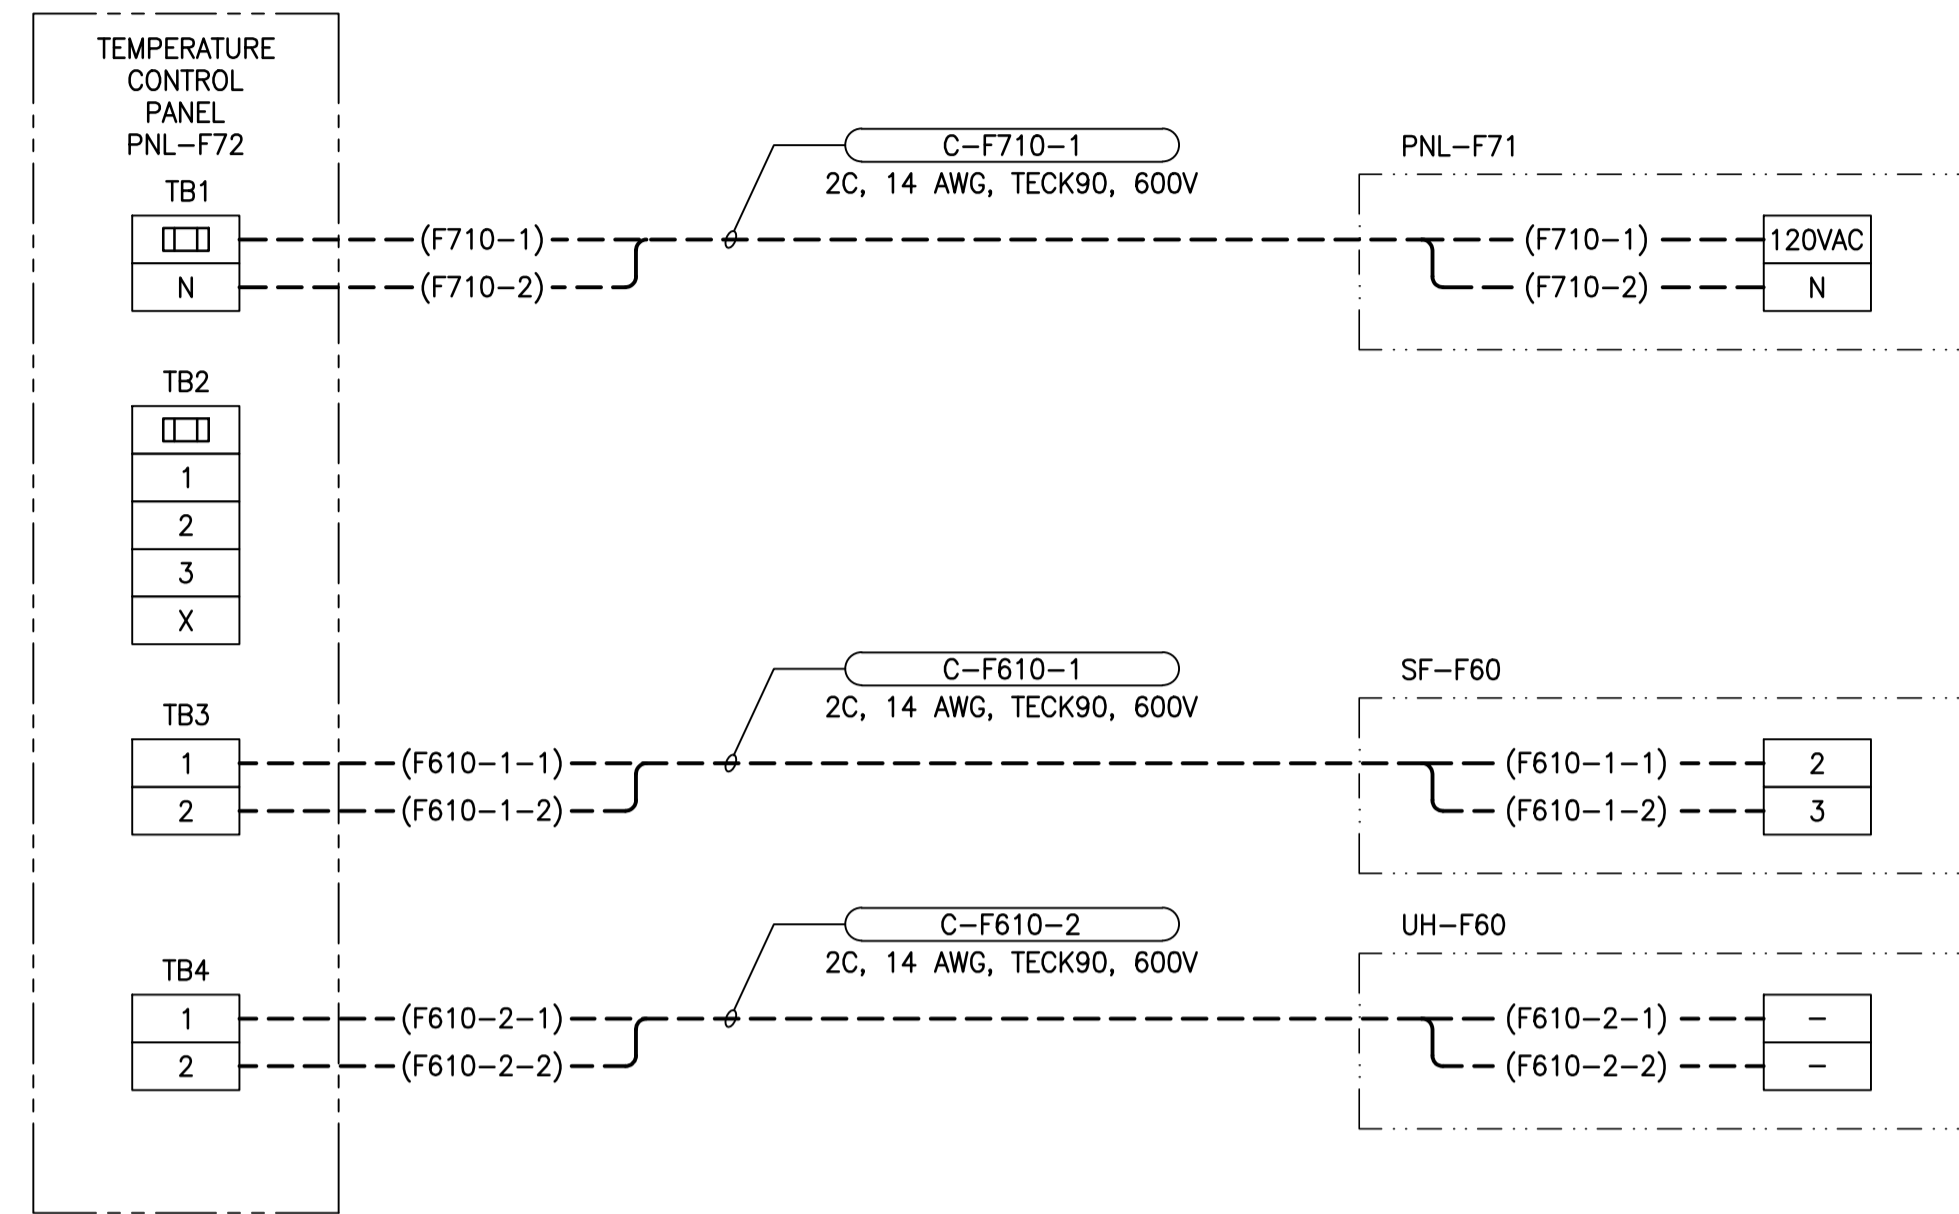 TEMPERATURE
CONTROL
PANEL
PNL-F72
TB1
N
(F710-1)
(F710-2)
C-F710-1
2C, 14 AWG, TECK90, 600V
PNL-F71
(F710-1)
(F710-2)
120VAC
N
TB2
1
2
3
X
TB3
1
2
(F610-1-1)
(F610-1-2)
C-F610-1
2C, 14 AWG, TECK90, 600V
SF-F60
(F610-1-1)
(F610-1-2)
2
3
TB4
1
2
(F610-2-1)
(F610-2-2)
C-F610-2
2C, 14 AWG, TECK90, 600V
UH-F60
(F610-2-1)
(F610-2-2)
-
-